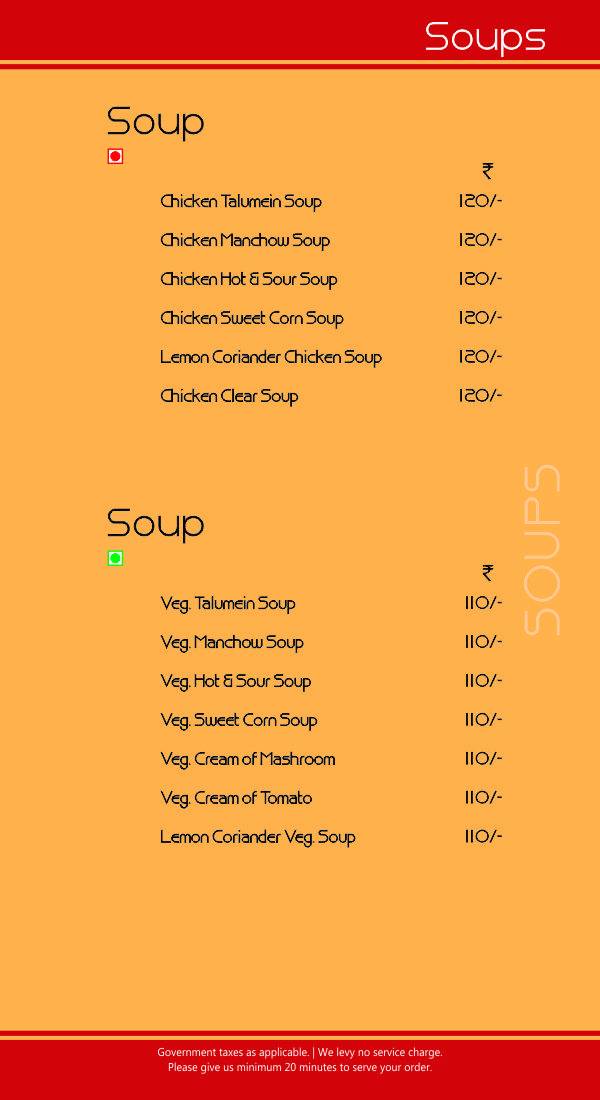 Soups
Soup
₹
Chicken Talumein Soup 120/-
Chicken Manchow Soup 120/-
Chicken Hot & Sour Soup 120/-
Chicken Sweet Corn Soup 120/-
Lemon Coriander Chicken Soup 120/-
Chicken Clear Soup 120/-
SOUPS
Soup
₹
Veg. Talumein Soup 110/-
Veg. Manchow Soup 110/-
Veg. Hot & Sour Soup 110/-
Veg. Sweet Corn Soup 110/-
Veg. Cream of Mashroom 110/-
Veg. Cream of Tomato 110/-
Lemon Coriander Veg. Soup 110/-
Government taxes as applicable. | We levy no service charge.
Please give us minimum 20 minutes to serve your order.